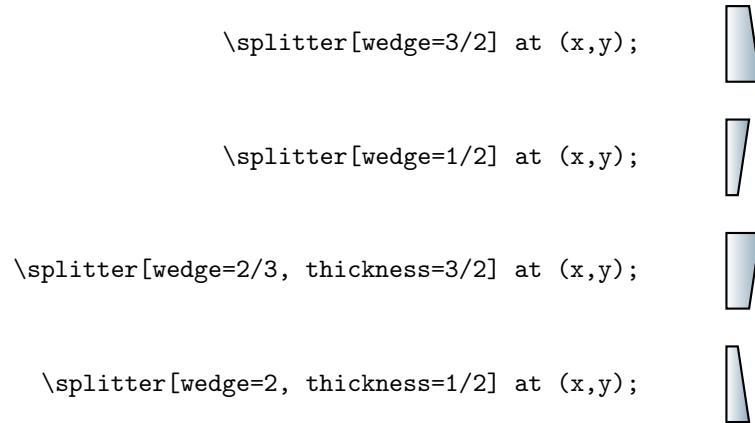 \splitter[wedge=3/2] at (x,y);
\splitter[wedge=1/2] at (x,y);
\splitter[wedge=2/3, thickness=3/2] at (x,y);
\splitter[wedge=2, thickness=1/2] at (x,y);